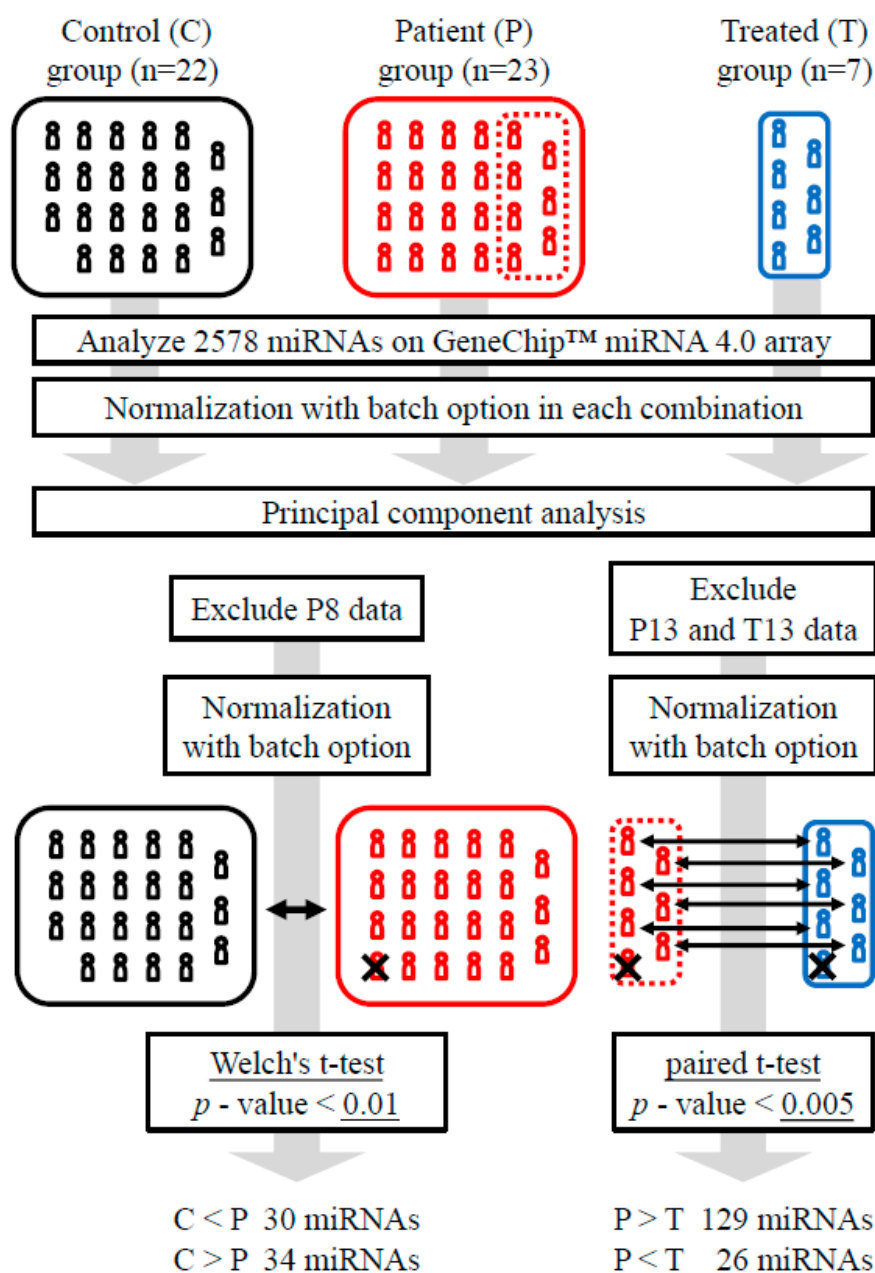 Control (C)
group (n=22)
Patient (P)
group (n=23)
Treated (T)
group (n=7)
Analyze 2578 miRNAs on GeneChip™ miRNA 4.0 array
Normalization with batch option in each combination
Principal component analysis
Exclude P8 data
Exclude
P13 and T13 data
Normalization
with batch option
Normalization
with batch option
Welch's t-test
p - value < 0.01
paired t-test
p - value < 0.005
C < P 30 miRNAs
C > P 34 miRNAs
P > T 129 miRNAs
P < T 26 miRNAs